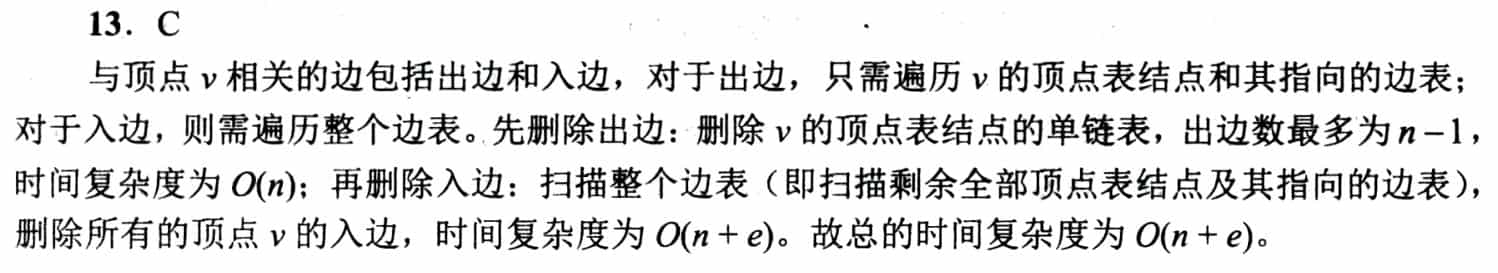 13. C
与顶点 v 相关的边包括出边和入边，对于出边，只需遍历 v 的顶点表结点和其指向的边表；
对于入边，则需遍历整个边表。先删除出边：删除 v 的顶点表结点的单链表，出边数最多为 n－1，
时间复杂度为 O(n)；再删除入边：扫描整个边表（即扫描剩余全部顶点表结点及其指向的边表），
删除所有的顶点 v 的入边，时间复杂度为 O(n + e)。故总的时间复杂度为 O(n + e)。